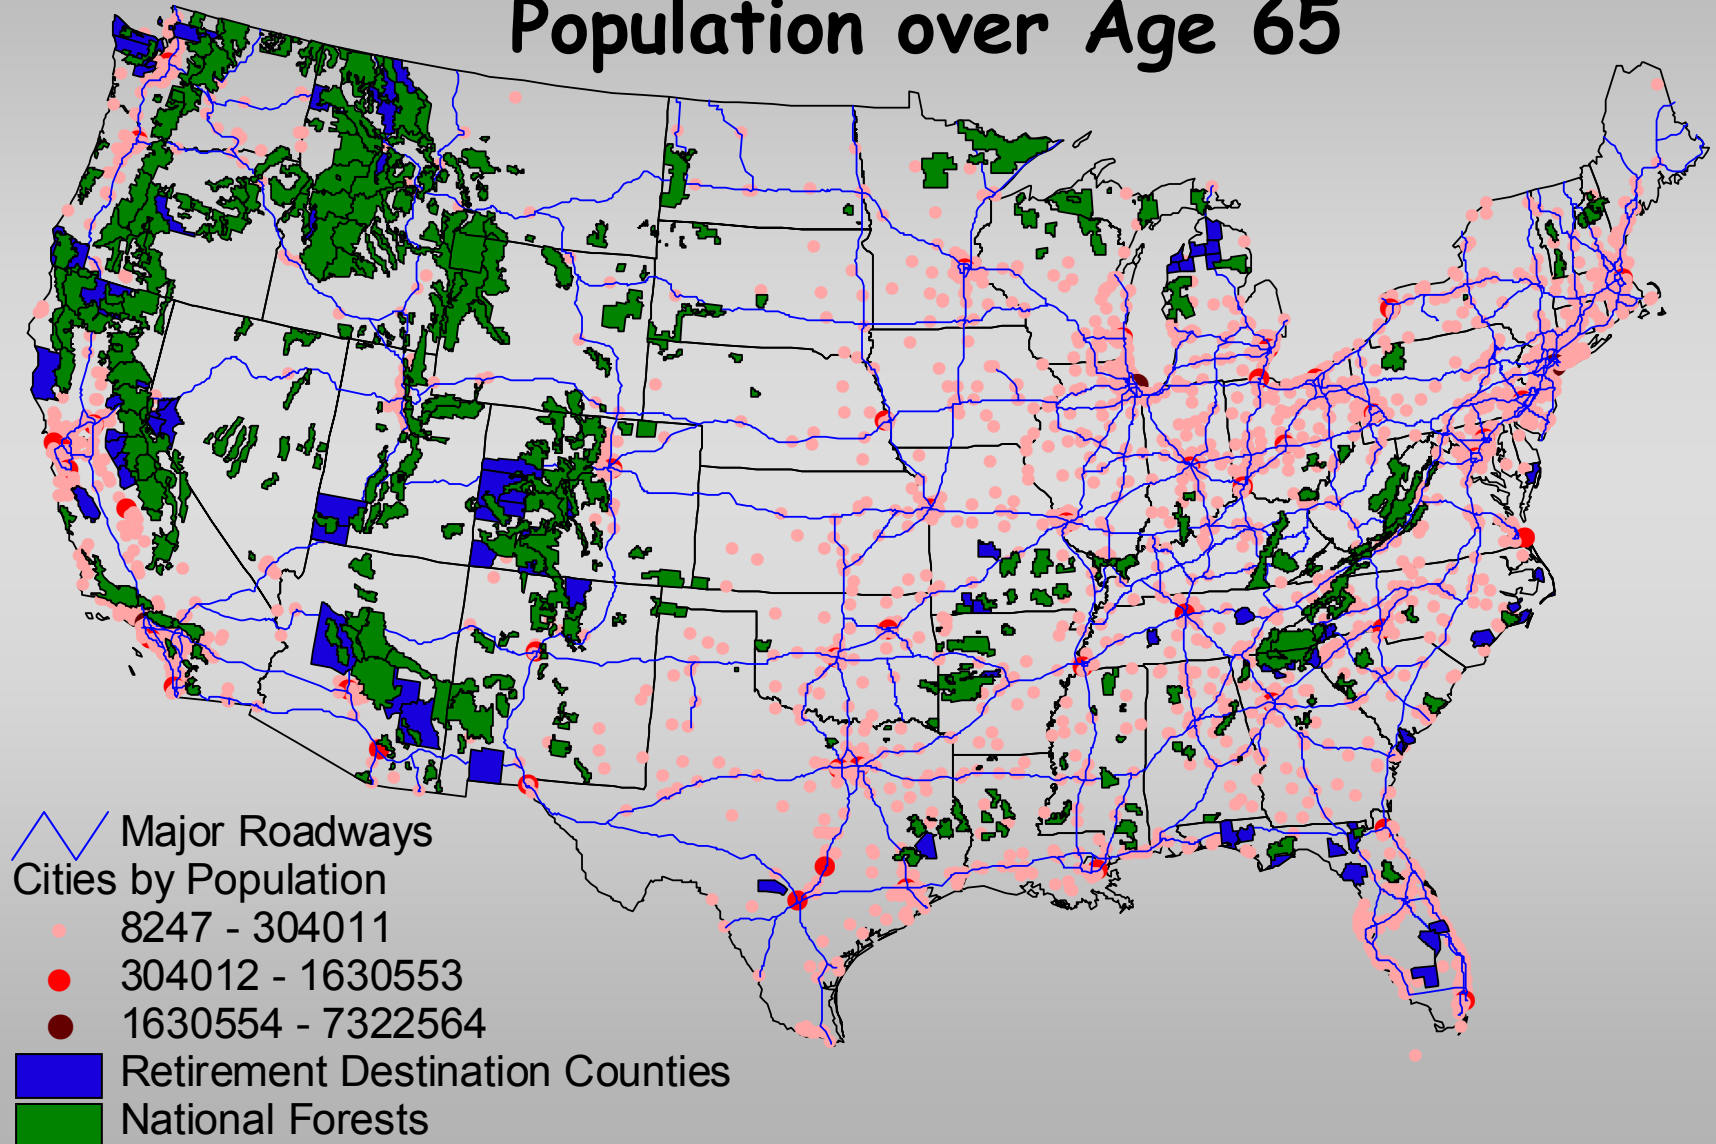 Population over Age 65
Major Roadways
Cities by Population
8247 - 304011
304012 - 1630553
1630554 - 7322564
Retirement Destination Counties
National Forests